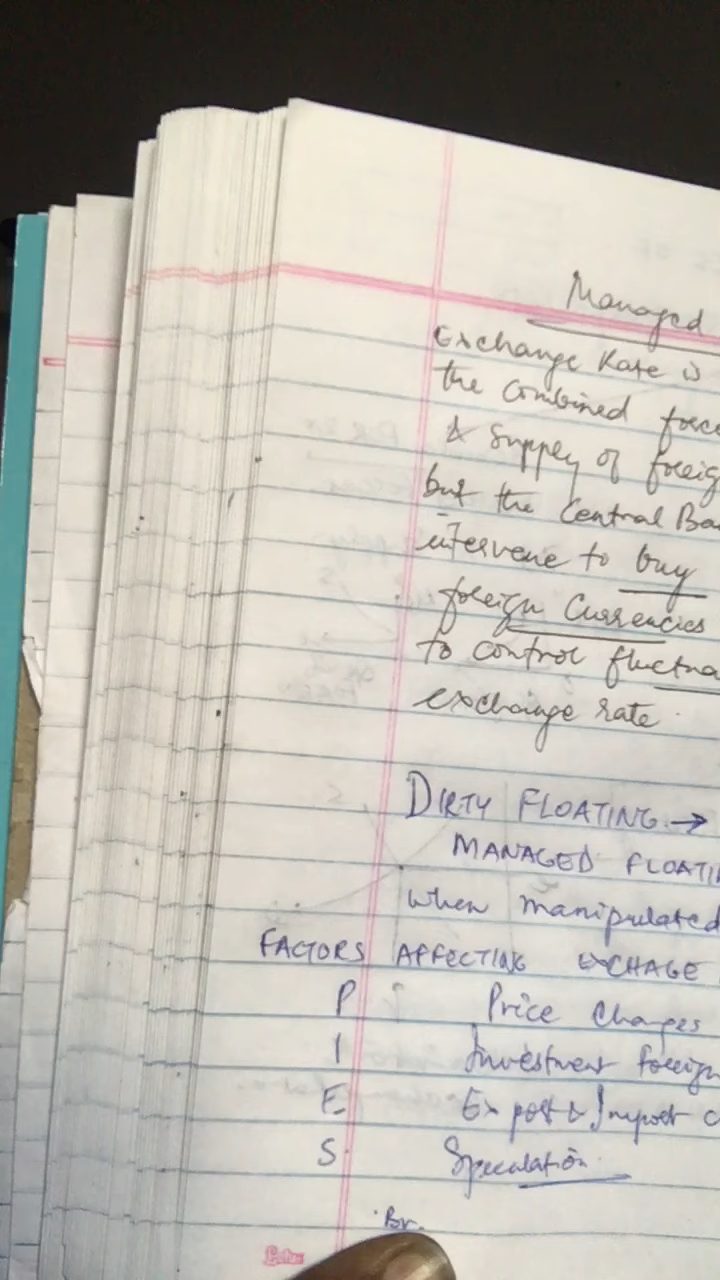 Managed
Exchange Rate is
the Combined force
& Supply of foreig
but the Central Ba
intervene to buy
foreign Currencies
to control fluctua
exchange rate.
DIRTY FLOATING →
MANAGED FLOATI
when manipulated
FACTORS AFFECTING EXCHAGE
P Price Changes
I Investment foreign
E Export & Import
S Speculation
Br.